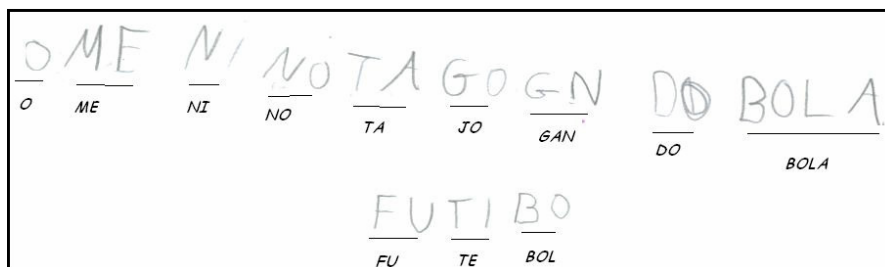 O ME NI NO TA GO GN DO BOLA
O ME NI NO TA JO GAN DO BOLA
FU TI BO
FU TE BOL